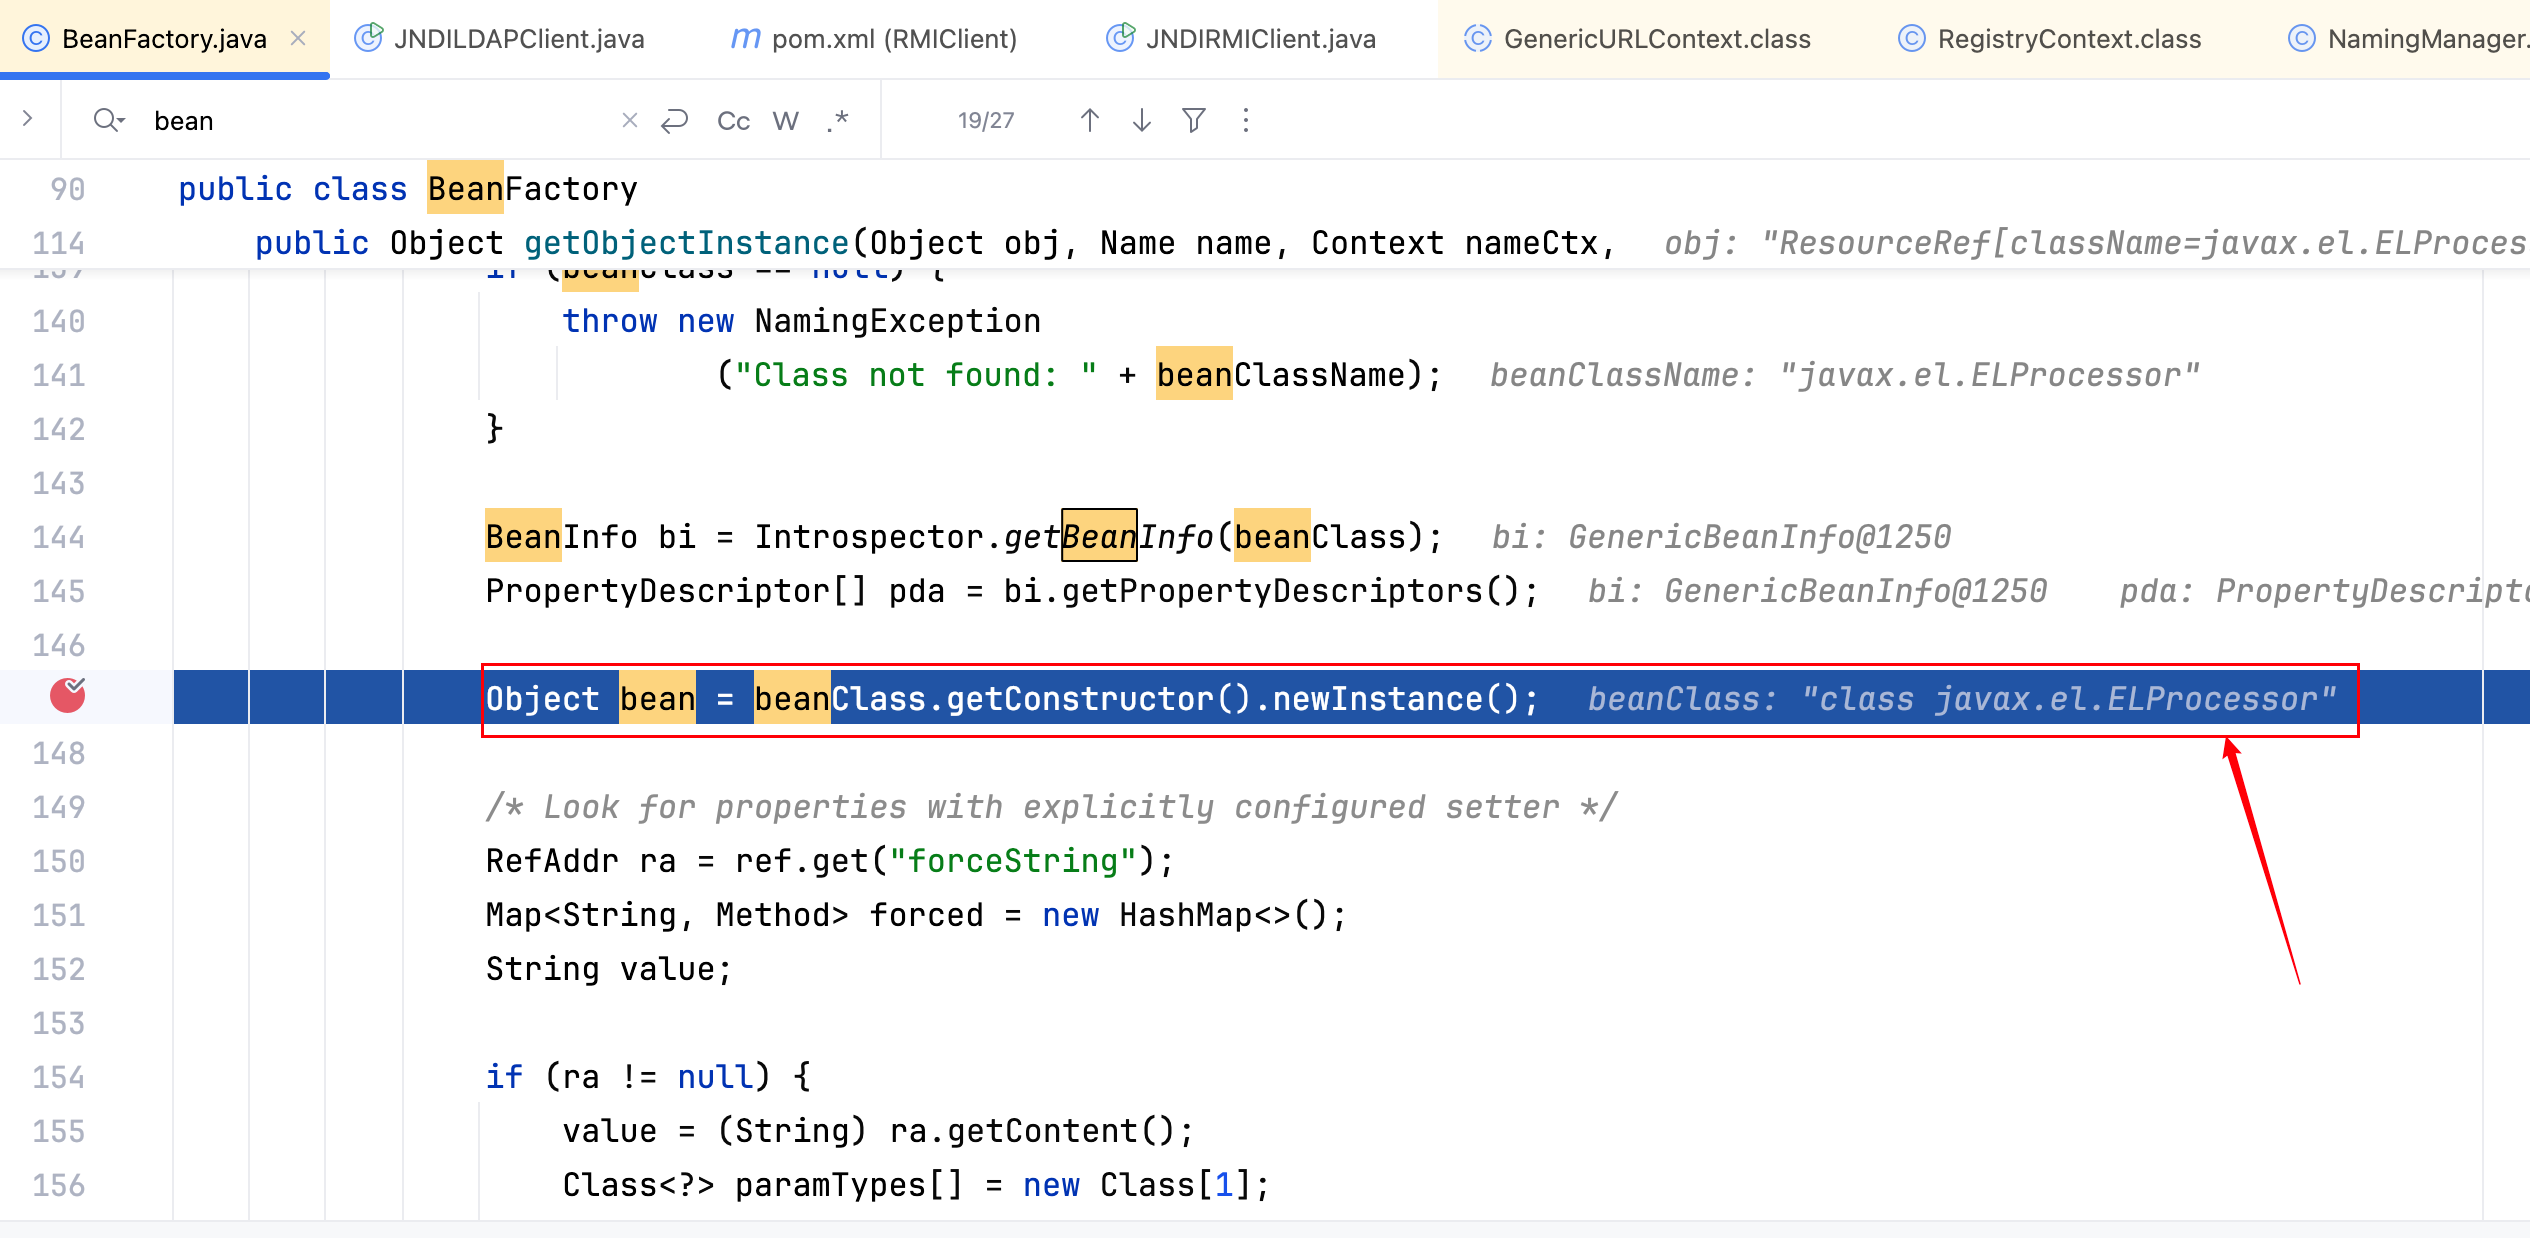 BeanFactory.java JNDILDAPClient.java pom.xml (RMIClient) JNDIRMIClient.java GenericURLContext.class RegistryContext.class NamingManager.
bean Cc W .* 19/27
90 public class BeanFactory
114 public Object getObjectInstance(Object obj, Name name, Context nameCtx, obj: "ResourceRef[className=javax.el.ELProces
139 if (beanClass == null) {
140 throw new NamingException
141 ("Class not found: " + beanClassName); beanClassName: "javax.el.ELProcessor"
142 }
143
144 BeanInfo bi = Introspector.getBeanInfo(beanClass); bi: GenericBeanInfo@1250
145 PropertyDescriptor[] pda = bi.getPropertyDescriptors(); bi: GenericBeanInfo@1250 pda: PropertyDescripto
146
Object bean = beanClass.getConstructor().newInstance(); beanClass: "class javax.el.ELProcessor"
148
149 /* Look for properties with explicitly configured setter */
150 RefAddr ra = ref.get("forceString");
151 Map<String, Method> forced = new HashMap<>();
152 String value;
153
154 if (ra != null) {
155 value = (String) ra.getContent();
156 Class<?> paramTypes[] = new Class[1];